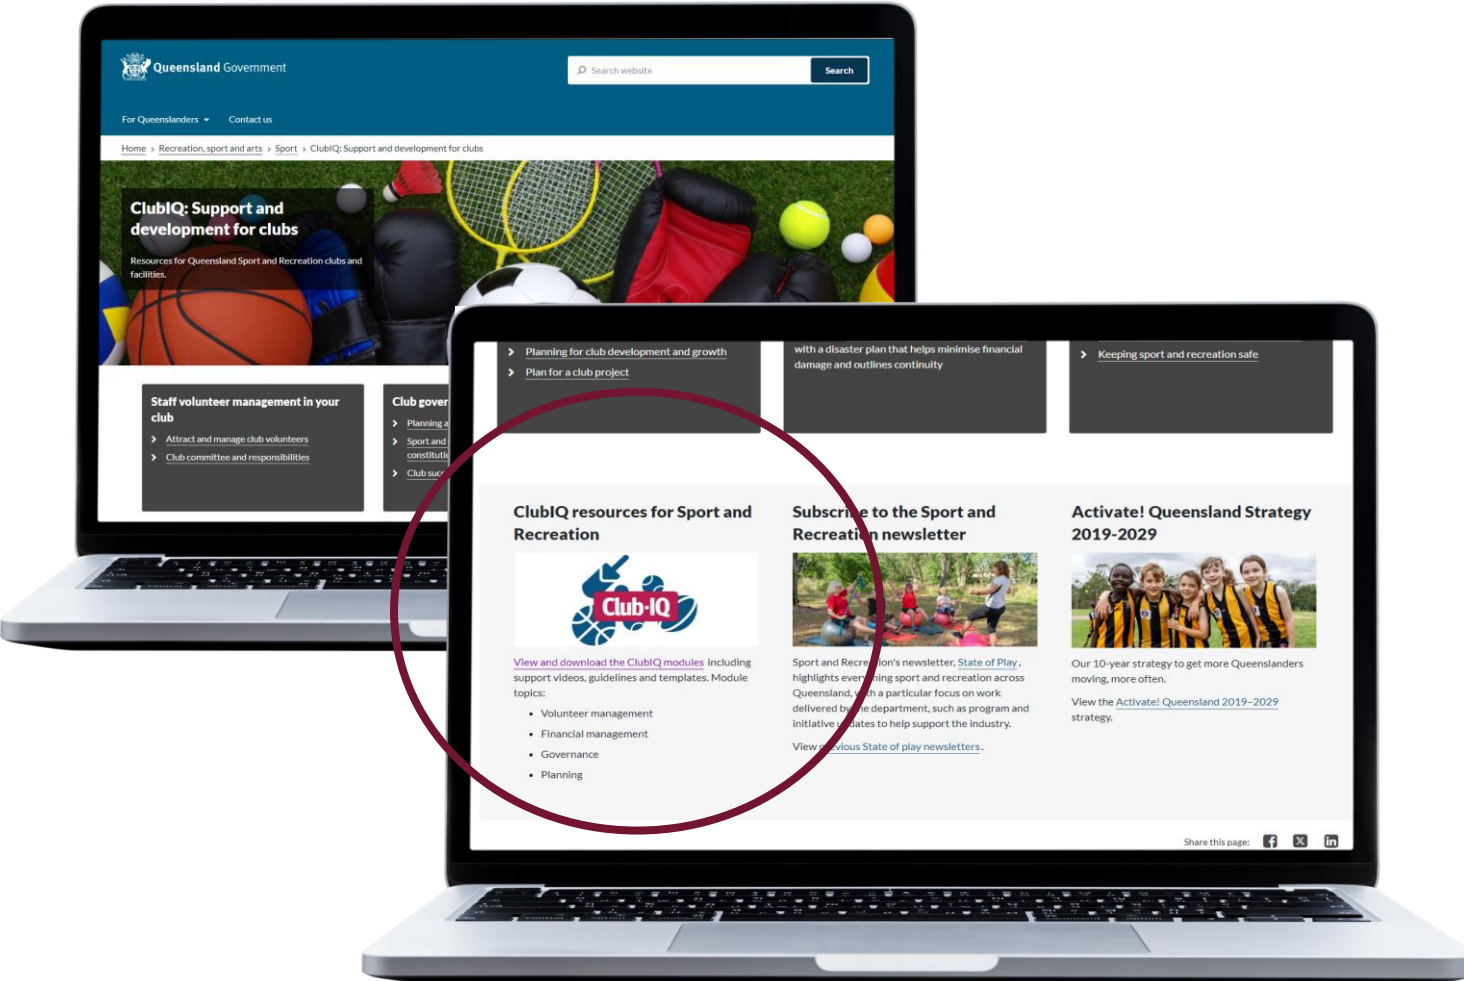 Queensland Government
Search website
Search
For Queenslanders
Contact us
Home > Recreation, sport and arts > Sport > ClubIQ: Support and development for clubs
ClubIQ: Support and
development for clubs
Resources for Queensland Sport and Recreation clubs and
facilities.
Staff volunteer management in your
club
Attract and manage club volunteers
Club committee and responsibilities
Club gover
Planning a
Sport and
constitutio
Club suc
Planning for club development and growth
Plan for a club project
with a disaster plan that helps minimise financial
damage and outlines continuity
Keeping sport and recreation safe
ClubIQ resources for Sport and
Recreation
Club-IQ
View and download the ClubIQ modules including
support videos, guidelines and templates. Module
topics:
• Volunteer management
• Financial management
• Governance
• Planning
Subscribe to the Sport and
Recreation newsletter
Sport and Recreation's newsletter, State of Play,
highlights everything sport and recreation across
Queensland, with a particular focus on work
delivered by the department, such as program and
initiative updates to help support the industry.
View previous State of play newsletters.
Activate! Queensland Strategy
2019-2029
Our 10-year strategy to get more Queenslanders
moving, more often.
View the Activate! Queensland 2019–2029
strategy.
Share this page: